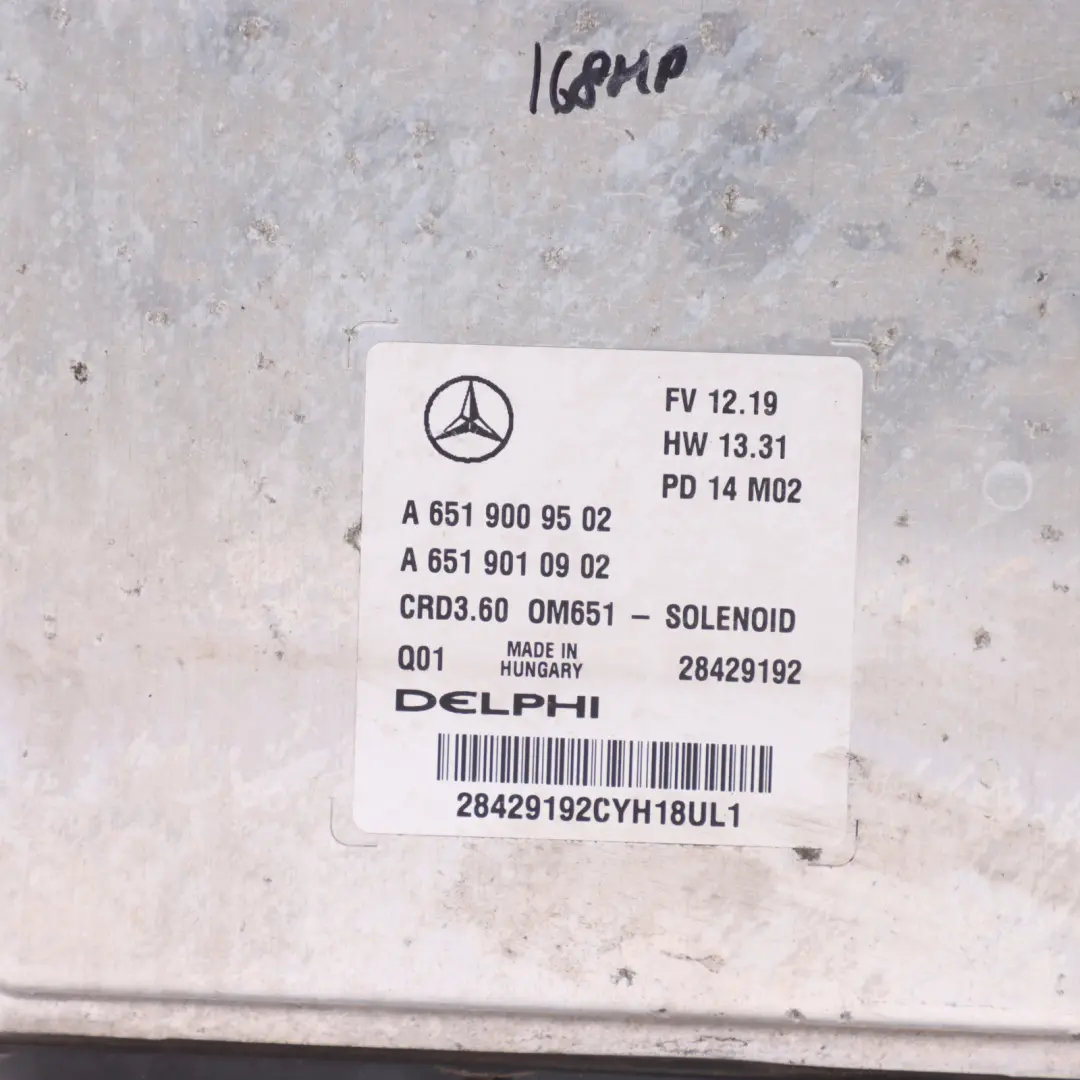 168HP
FV 12.19
HW 13.31
PD 14 M02
A 651 900 95 02
A 651 901 09 02
CRD3.60 OM651 – SOLENOID
Q01 MADE IN HUNGARY 28429192
DELPHI
28429192CYH18UL1